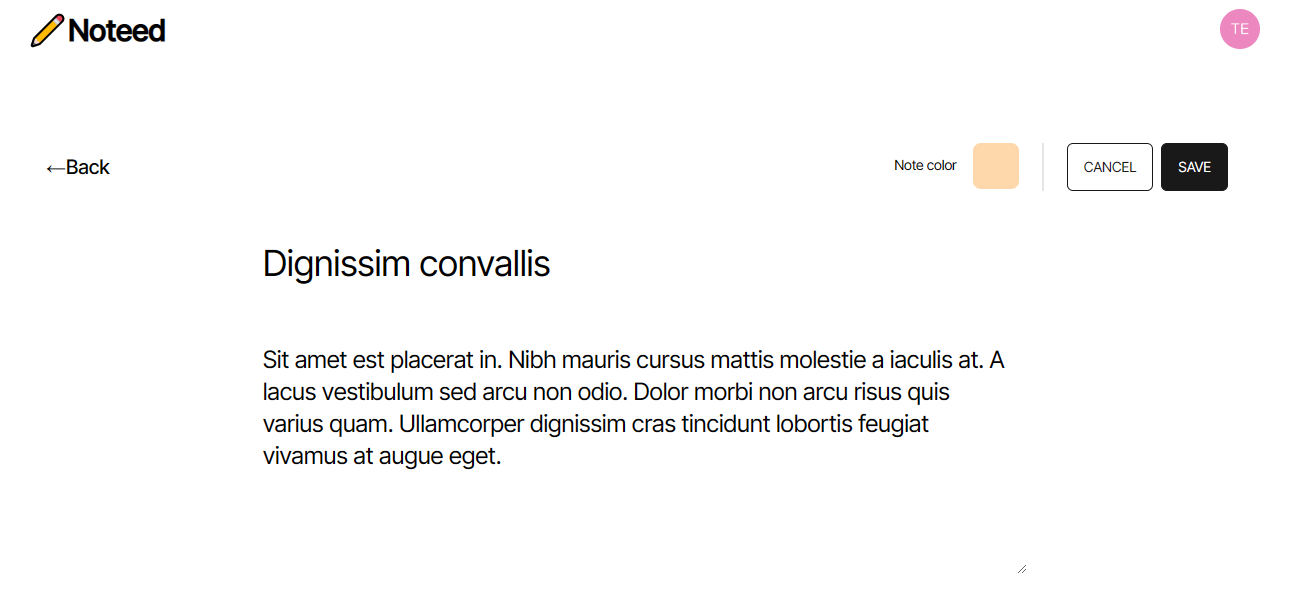 Noteed
TE
←Back
Note color
CANCEL
SAVE
Dignissim convallis
Sit amet est placerat in. Nibh mauris cursus mattis molestie a iaculis at. A
lacus vestibulum sed arcu non odio. Dolor morbi non arcu risus quis
varius quam. Ullamcorper dignissim cras tincidunt lobortis feugiat
vivamus at augue eget.